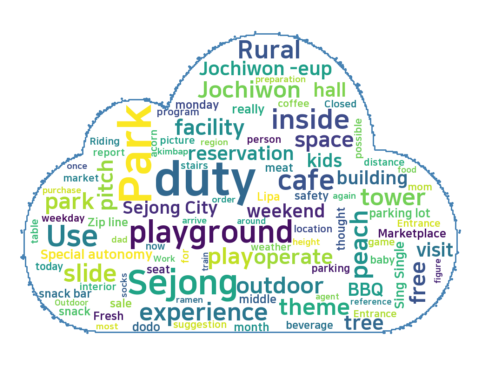 Rural
Jochiwon -eup
preparation
Jochiwon hall
monday coffee Closed
program really inside
Park facility space possible
Riding acorn picture region person
once report stairs reservation kids distance
market pitch akimbap duty meat cafe building food
purchase park order Lipa safety again tower mom
weekday Sejong City weekend parking lot
table Zip line arrive around location thought Entrance
Use dad playground Marketplace
now weather height peach game visit
Special autonomy Work for play operate
today slide seat train parking baby Sing Single free figure
interior socks Sejong outdoor BBQ
snack bar Outdoor sale ramen middle agent theme reference
snack Fresh experience Entrance
most dodo suggestion month beverage tree